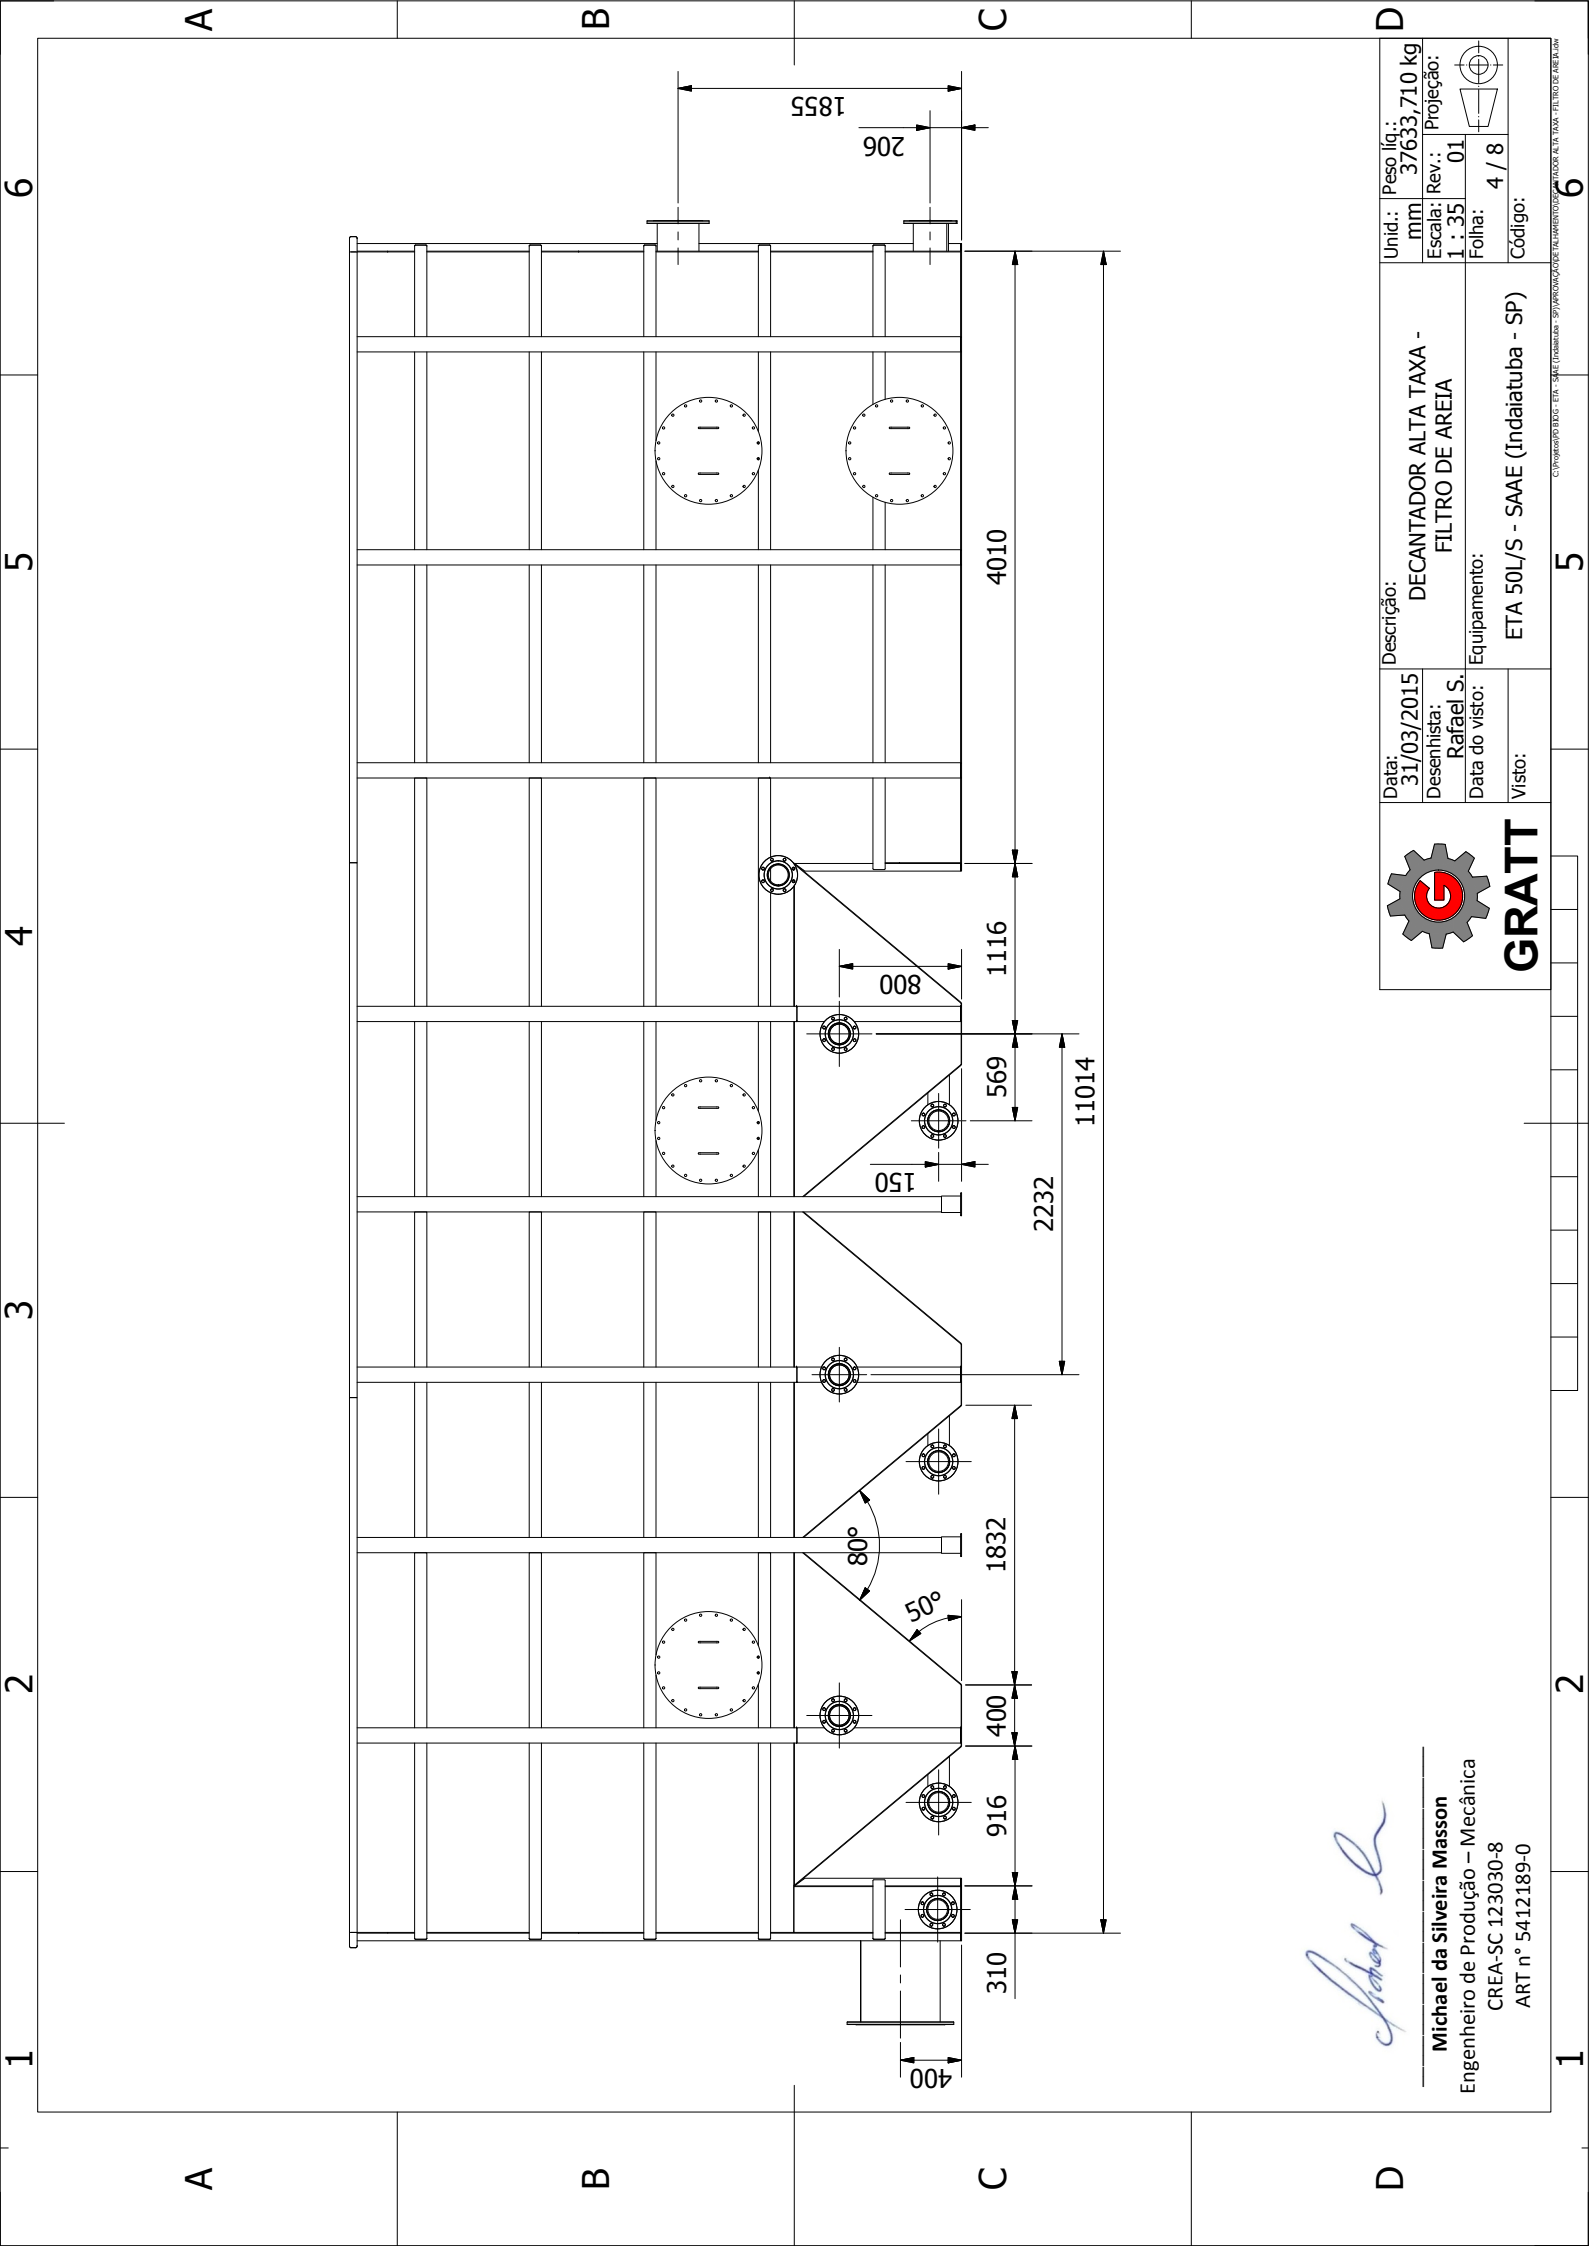 1
2
3
4
5
6
A
A
B
B
C
C
D
D
1855
206
4010
1116
800
569
150
2232
11014
1832
80°
50°
400
916
310
400
Michael da Silveira Masson
Engenheiro de Produção – Mecânica
CREA-SC 123030-8
ART n° 5412189-0
GRATT
Data:
31/03/2015
Desenhista:
Rafael S.
Data do visto:
Visto:
Descrição:
DECANTADOR ALTA TAXA -
FILTRO DE AREIA
Equipamento:
ETA 50L/S - SAAE (Indaiatuba - SP)
Unid.:
mm
Peso líq.:
37633,710 kg
Escala:
1 : 35
Rev.:
01
Projeção:
Folha:
4 / 8
Código:
1
2
5
6